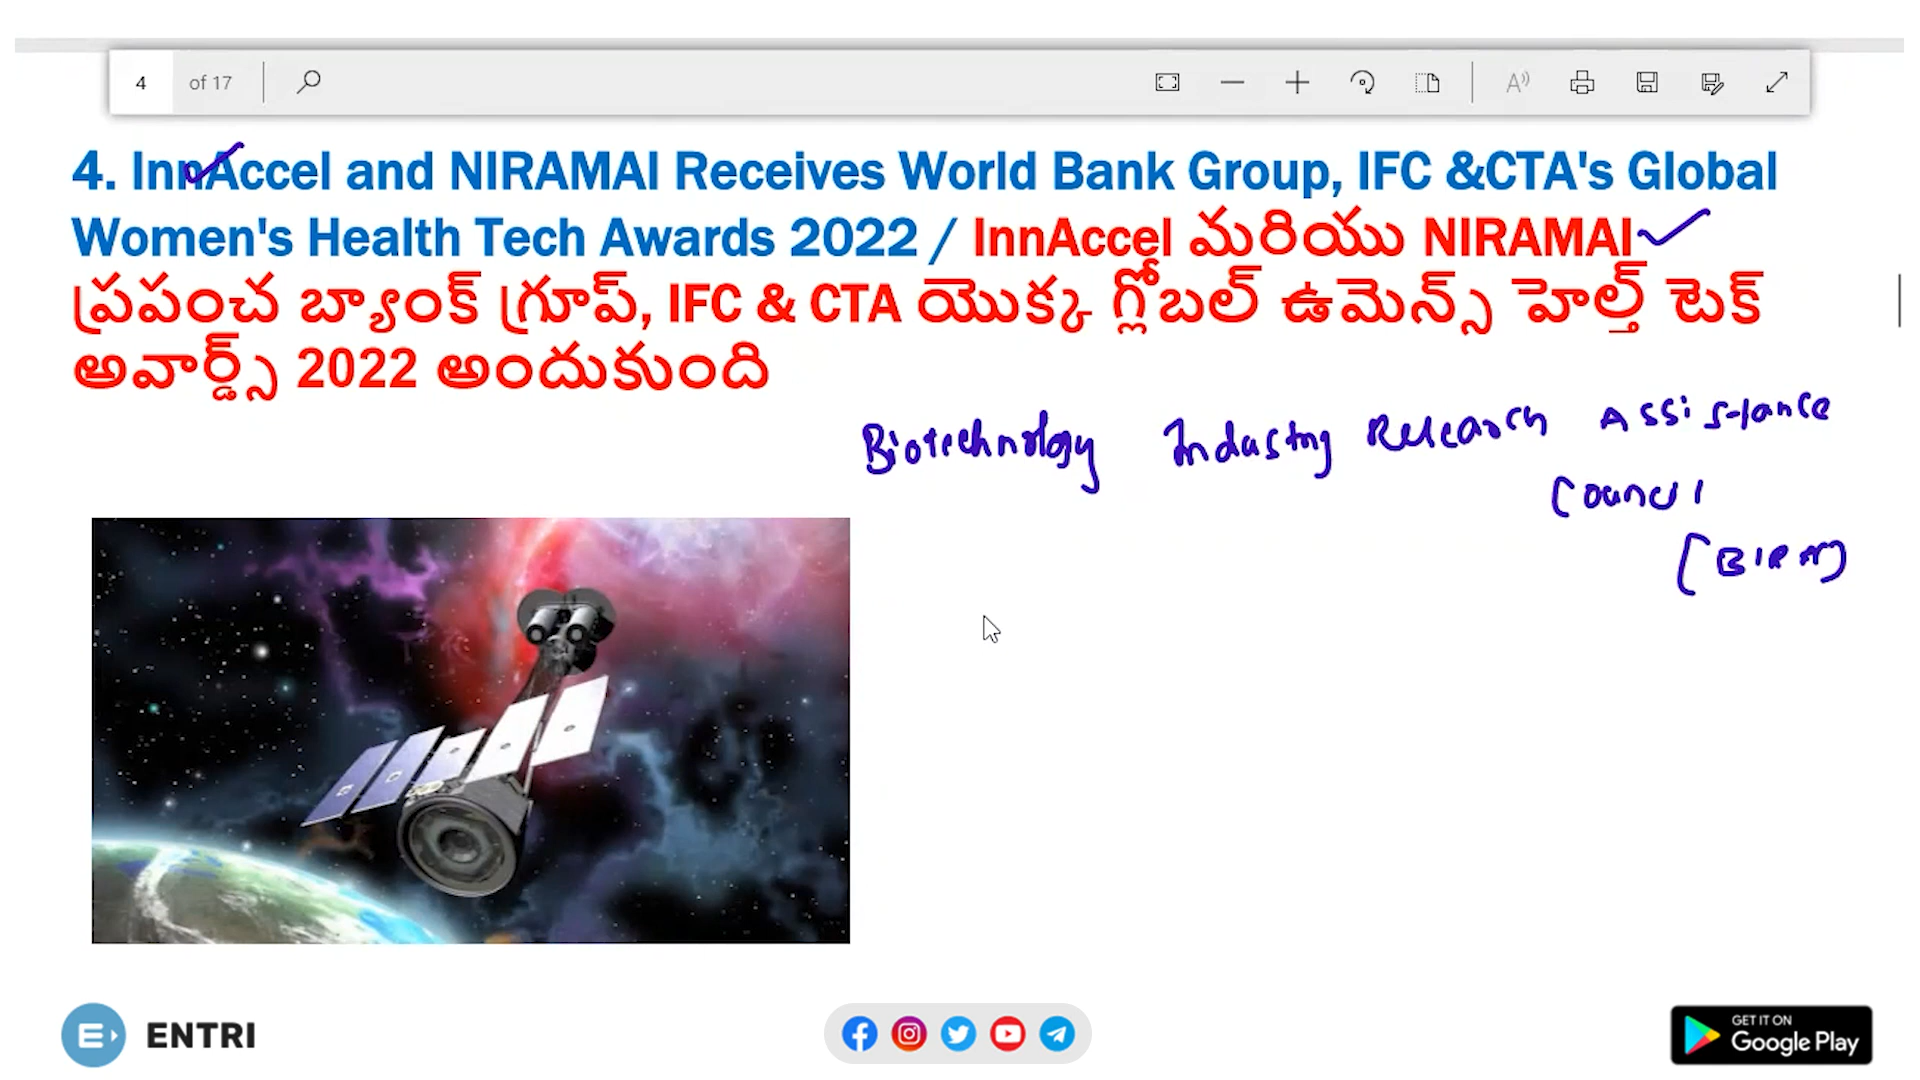 4 of 17
4. InnAccel and NIRAMAI Receives World Bank Group, IFC &CTA's Global
Women's Health Tech Awards 2022 / InnAccel మరియు NIRAMAI
ప్రపంచ బ్యాంక్ గ్రూప్, IFC & CTA యొక్క గ్లోబల్ ఉమెన్స్ హెల్త్ టెక్
అవార్డ్స్ 2022 అందుకుంది
Biotechnology Industry Research Assistance
Council
ENTRI
GET IT ON
Google Play